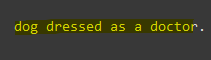 dog dressed as a doctor.